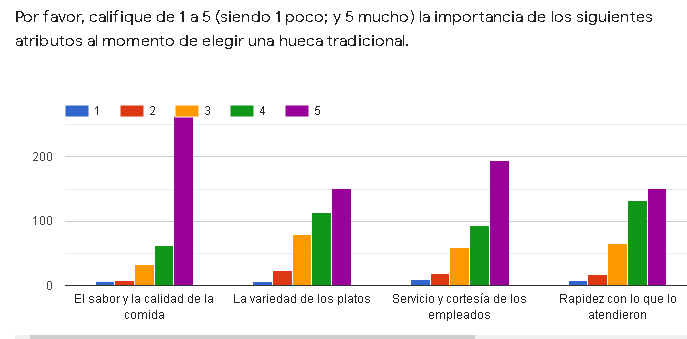 Por favor, califique de 1 a 5 (siendo 1 poco; y 5 mucho) la importancia de los siguientes
atributos al momento de elegir una hueca tradicional.
1 2 3 4 5
200
100
0
El sabor y la calidad de la
comida
La variedad de los platos
Servicio y cortesía de los
empleados
Rapidez con lo que lo
atendieron